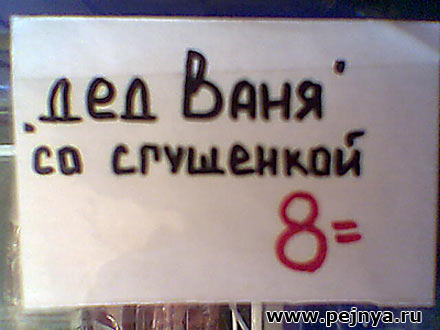 "дед Ваня"
со сгущенкой
8=
www.pejnya.ru